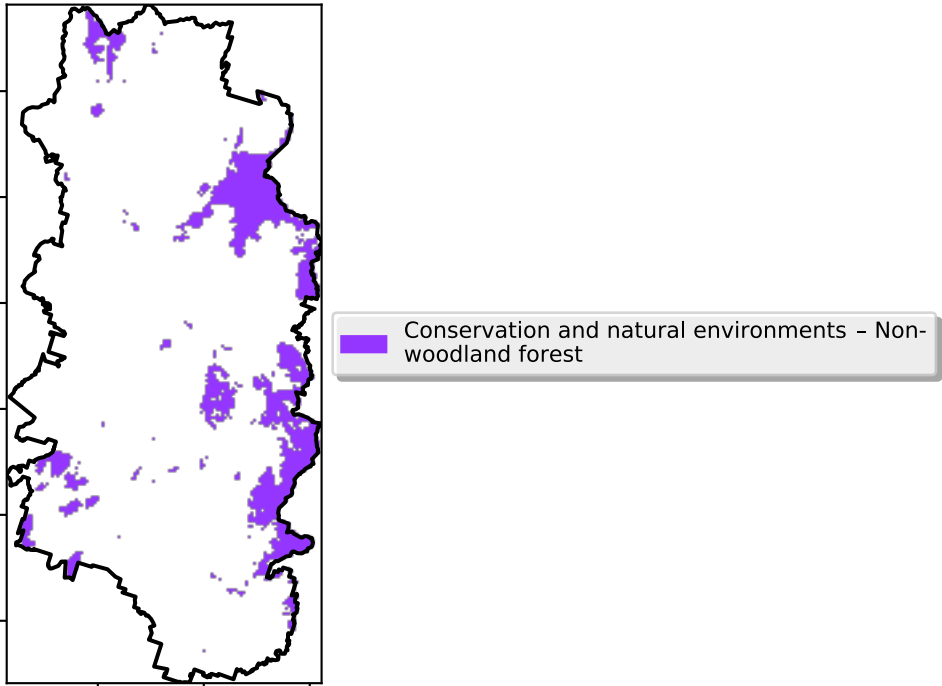 Conservation and natural environments – Non-
woodland forest